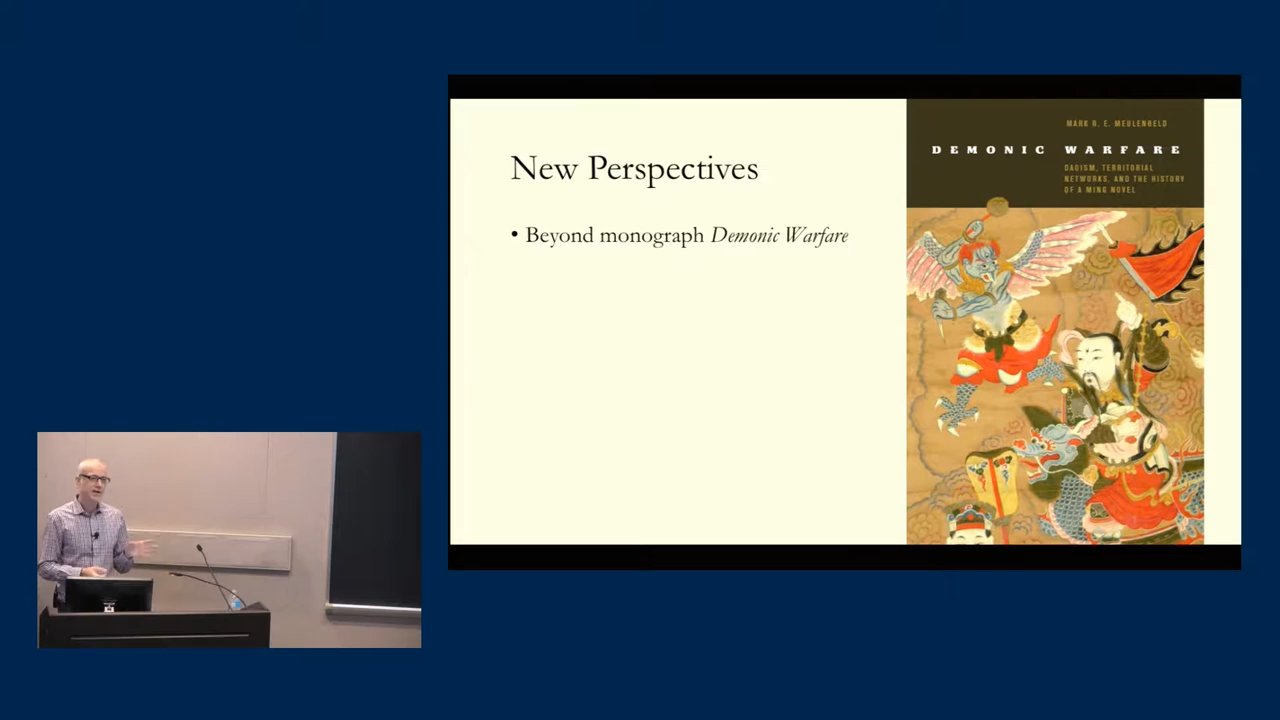 New Perspectives
• Beyond monograph Demonic Warfare
MARK R. E. MEULENBELD
DEMONIC WARFARE
DAOISM, TERRITORIAL
NETWORKS, AND THE HISTORY
OF A MING NOVEL